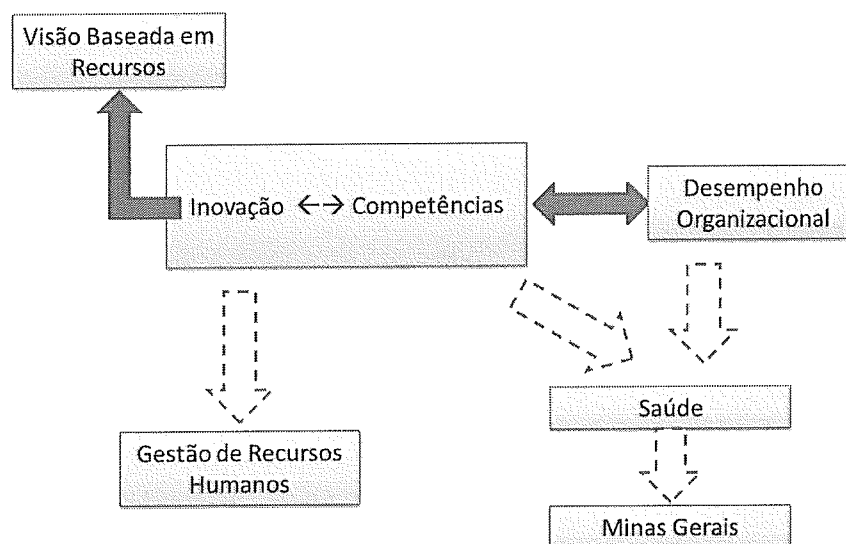 Visão Baseada em
Recursos
Inovação ←→ Competências
Desempenho
Organizacional
Saúde
Gestão de Recursos
Humanos
Minas Gerais